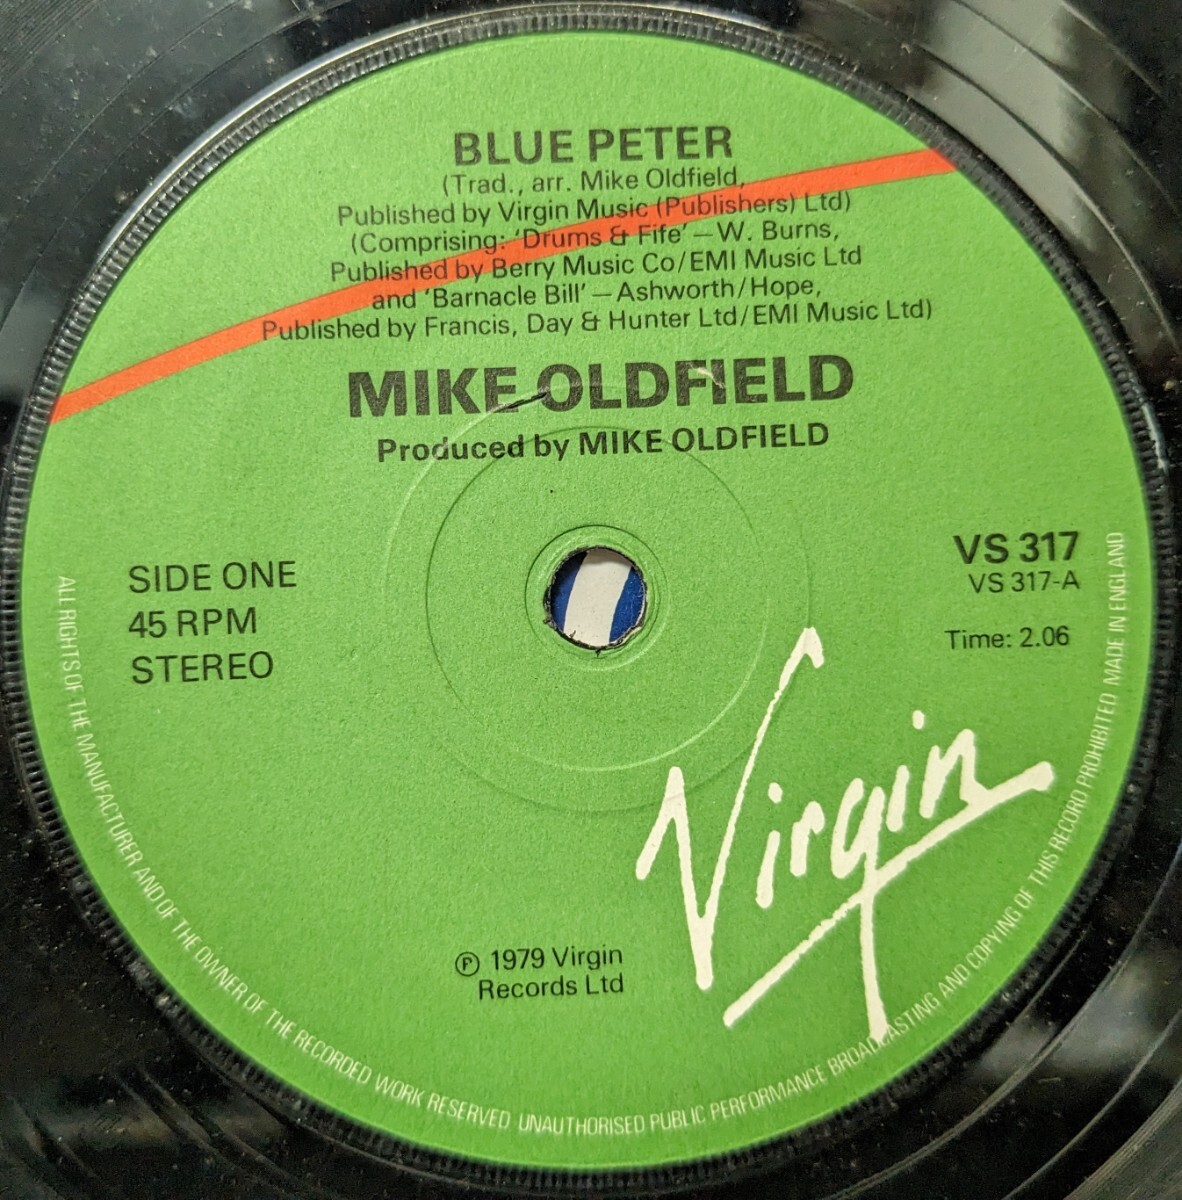 BLUE PETER
(Trad., arr. Mike Oldfield,
Published by Virgin Music (Publishers) Ltd)
(Comprising: 'Drums & Fife' — W. Burns,
Published by Berry Music Co/EMI Music Ltd
and 'Barnacle Bill' — Ashworth/Hope,
Published by Francis, Day & Hunter Ltd/EMI Music Ltd)
MIKE OLDFIELD
Produced by MIKE OLDFIELD
SIDE ONE
45 RPM
STEREO
VS 317
VS 317-A
Time: 2.06
Virgin
℗ 1979 Virgin
Records Ltd
ALL RIGHTS OF THE MANUFACTURER AND OF THE OWNER OF THE RECORDED WORK RESERVED UNAUTHORISED PUBLIC PERFORMANCE BROADCASTING AND COPYING OF THIS RECORD PROHIBITED MADE IN ENGLAND